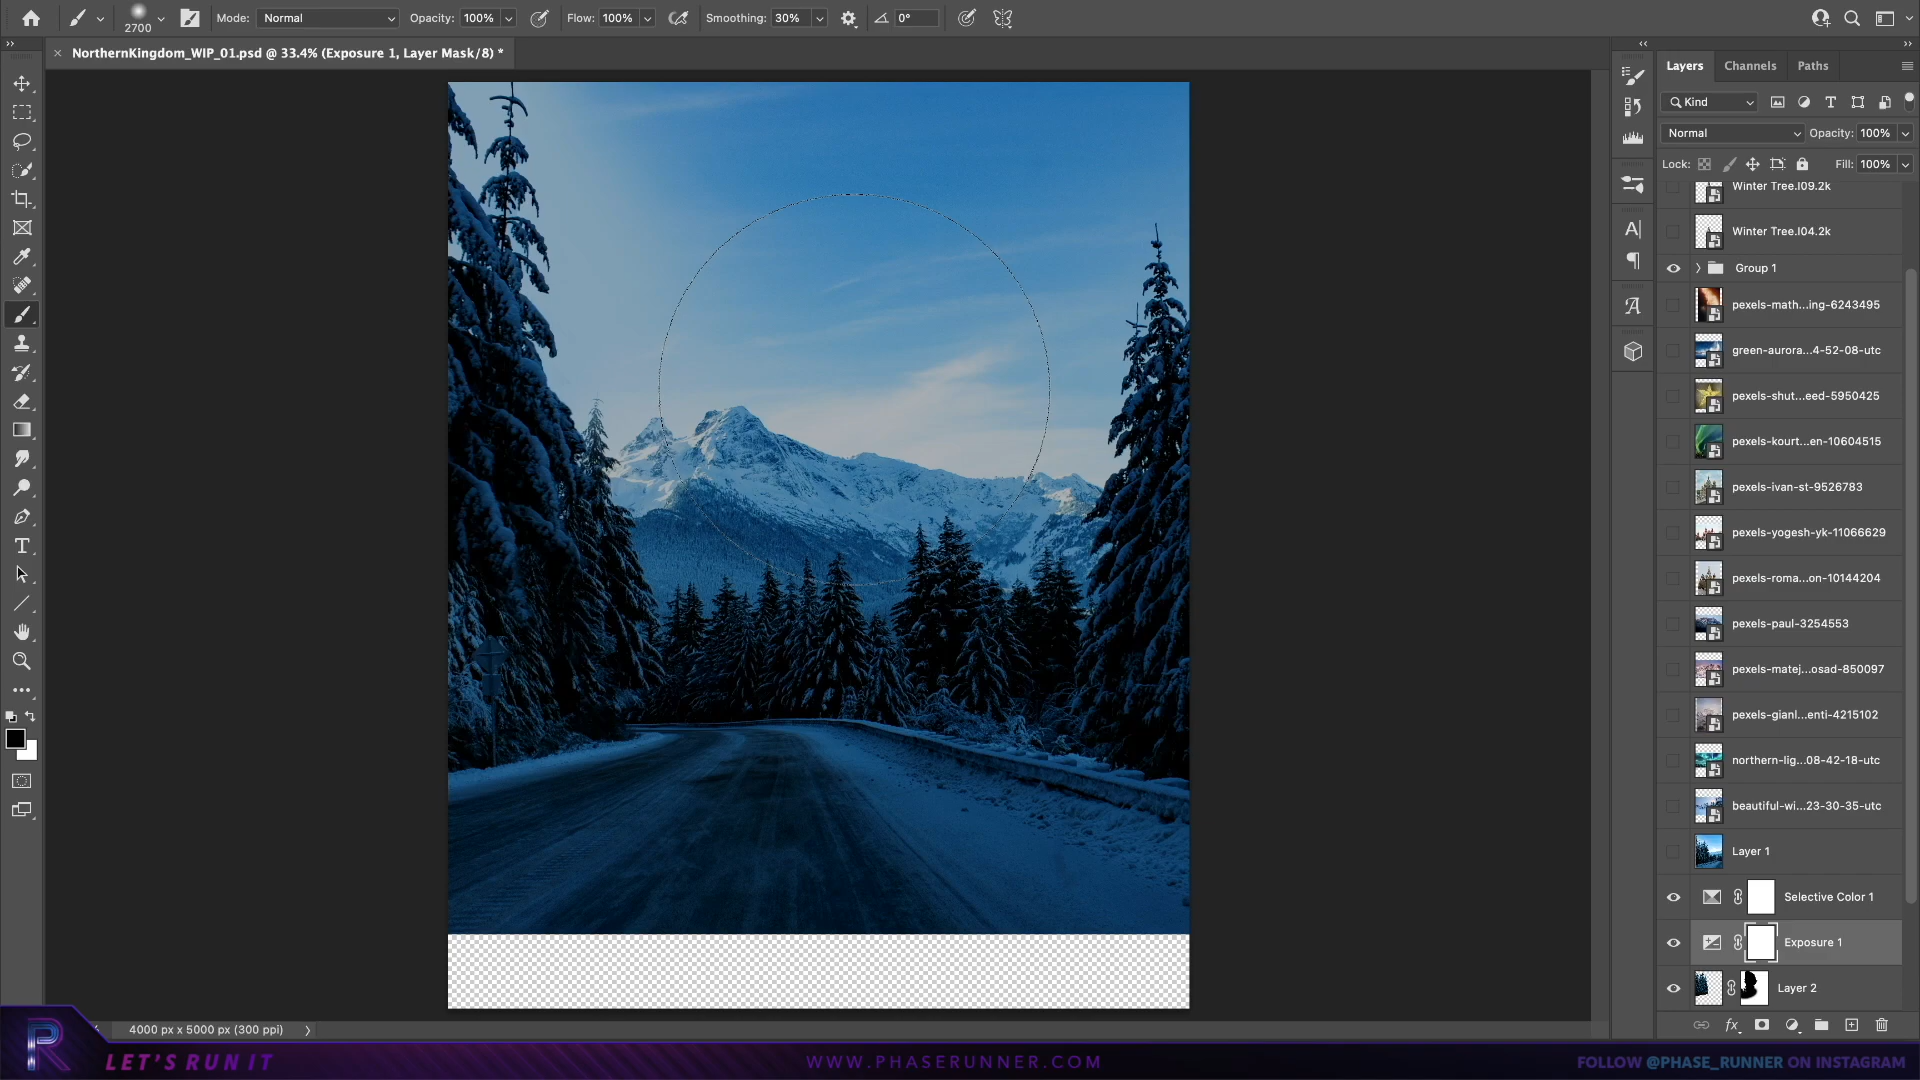 2700
Mode: Normal
Opacity: 100%
Flow: 100%
Smoothing: 30%
0°
NorthernKingdom_WIP_01.psd @ 33.4% (Exposure 1, Layer Mask/8) *
Layers
Channels
Paths
Kind
Normal
Opacity: 100%
Lock:
Fill: 100%
Winter Tree.I09.2k
Winter Tree.I04.2k
Group 1
pexels-math...ing-6243495
green-aurora...4-52-08-utc
pexels-shut...eed-5950425
pexels-kourt...en-10604515
pexels-ivan-st-9526783
pexels-yogesh-yk-11066629
pexels-roma...on-10144204
pexels-paul-3254553
pexels-matej...osad-850097
pexels-gianl...enti-4215102
northern-lig...08-42-18-utc
beautiful-wi...23-30-35-utc
Layer 1
Selective Color 1
Exposure 1
Layer 2
fx
4000 px x 5000 px (300 ppi)
R
LET'S RUN IT
WWW.PHASERUNNER.COM
FOLLOW @PHASE_RUNNER ON INSTAGRAM